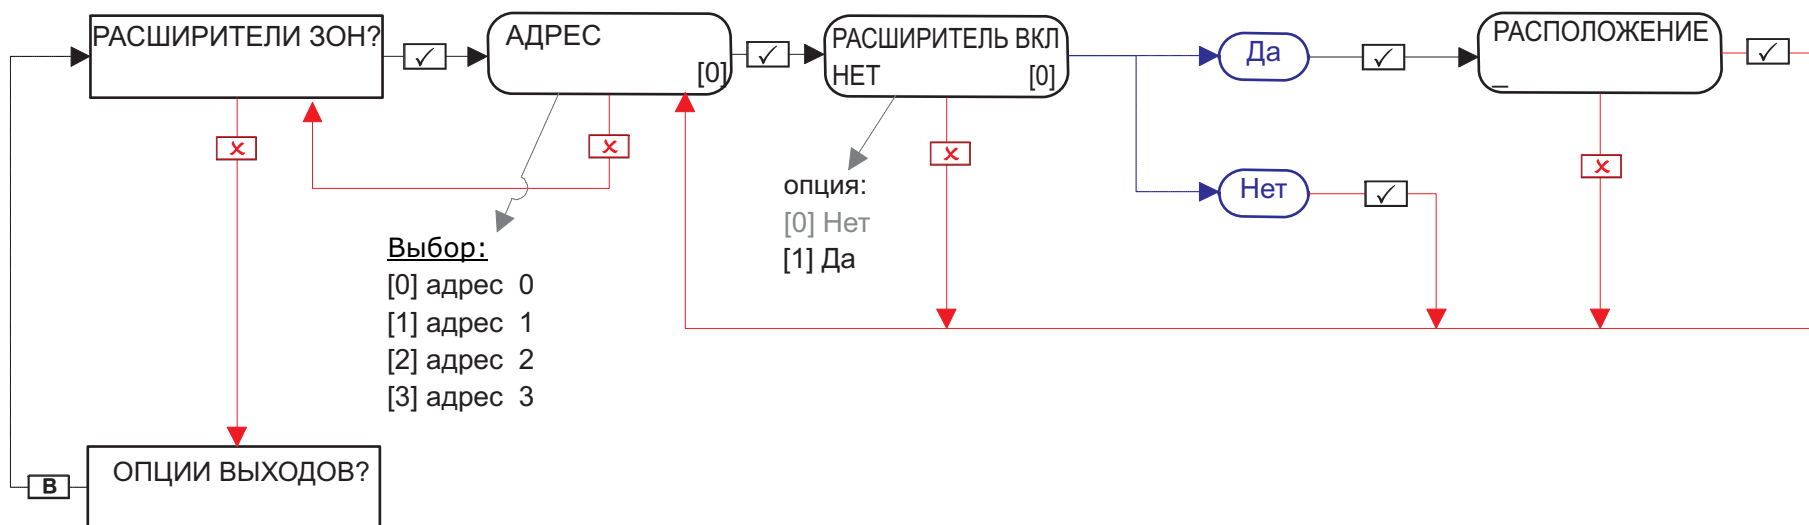 РАСШИРИТЕЛИ ЗОН?
АДРЕС
[0]
РАСШИРИТЕЛЬ ВКЛ
НЕТ [0]
Да
РАСПОЛОЖЕНИЕ
_
Нет
опция:
[0] Нет
[1] Да
Выбор:
[0] адрес 0
[1] адрес 1
[2] адрес 2
[3] адрес 3
ОПЦИИ ВЫХОДОВ?
B